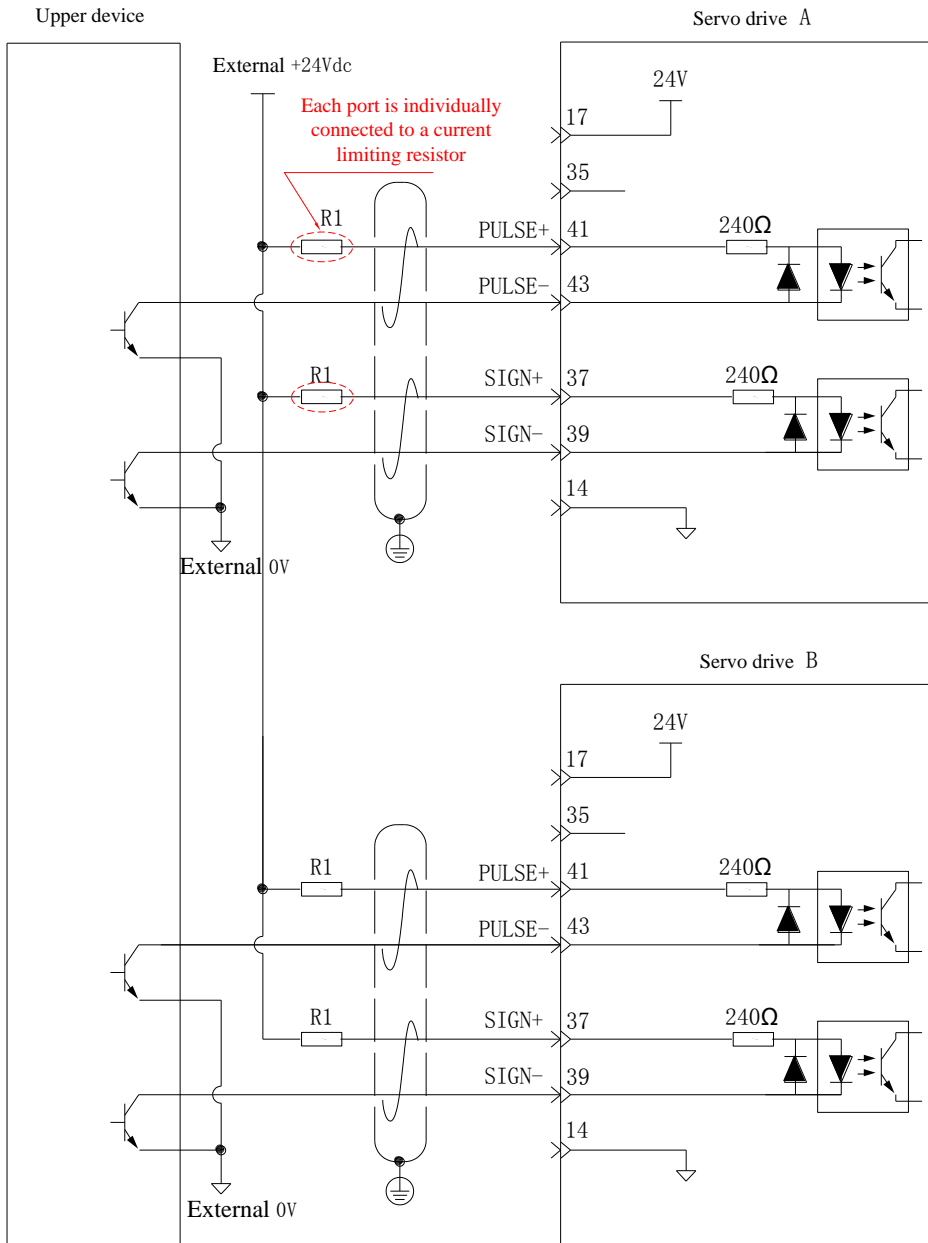 Upper device
Servo drive A
External +24Vdc
24V
Each port is individually
connected to a current
limiting resistor
17
35
R1
PULSE+
41
240Ω
PULSE-
43
R1
SIGN+
37
240Ω
SIGN-
39
14
External 0V
Servo drive B
24V
17
35
R1
PULSE+
41
240Ω
PULSE-
43
R1
SIGN+
37
240Ω
SIGN-
39
14
External 0V